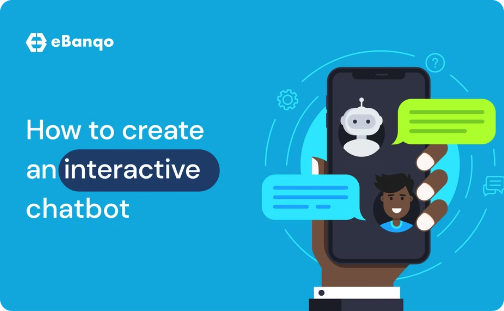 eBanqo
How to create
an interactive
chatbot
?